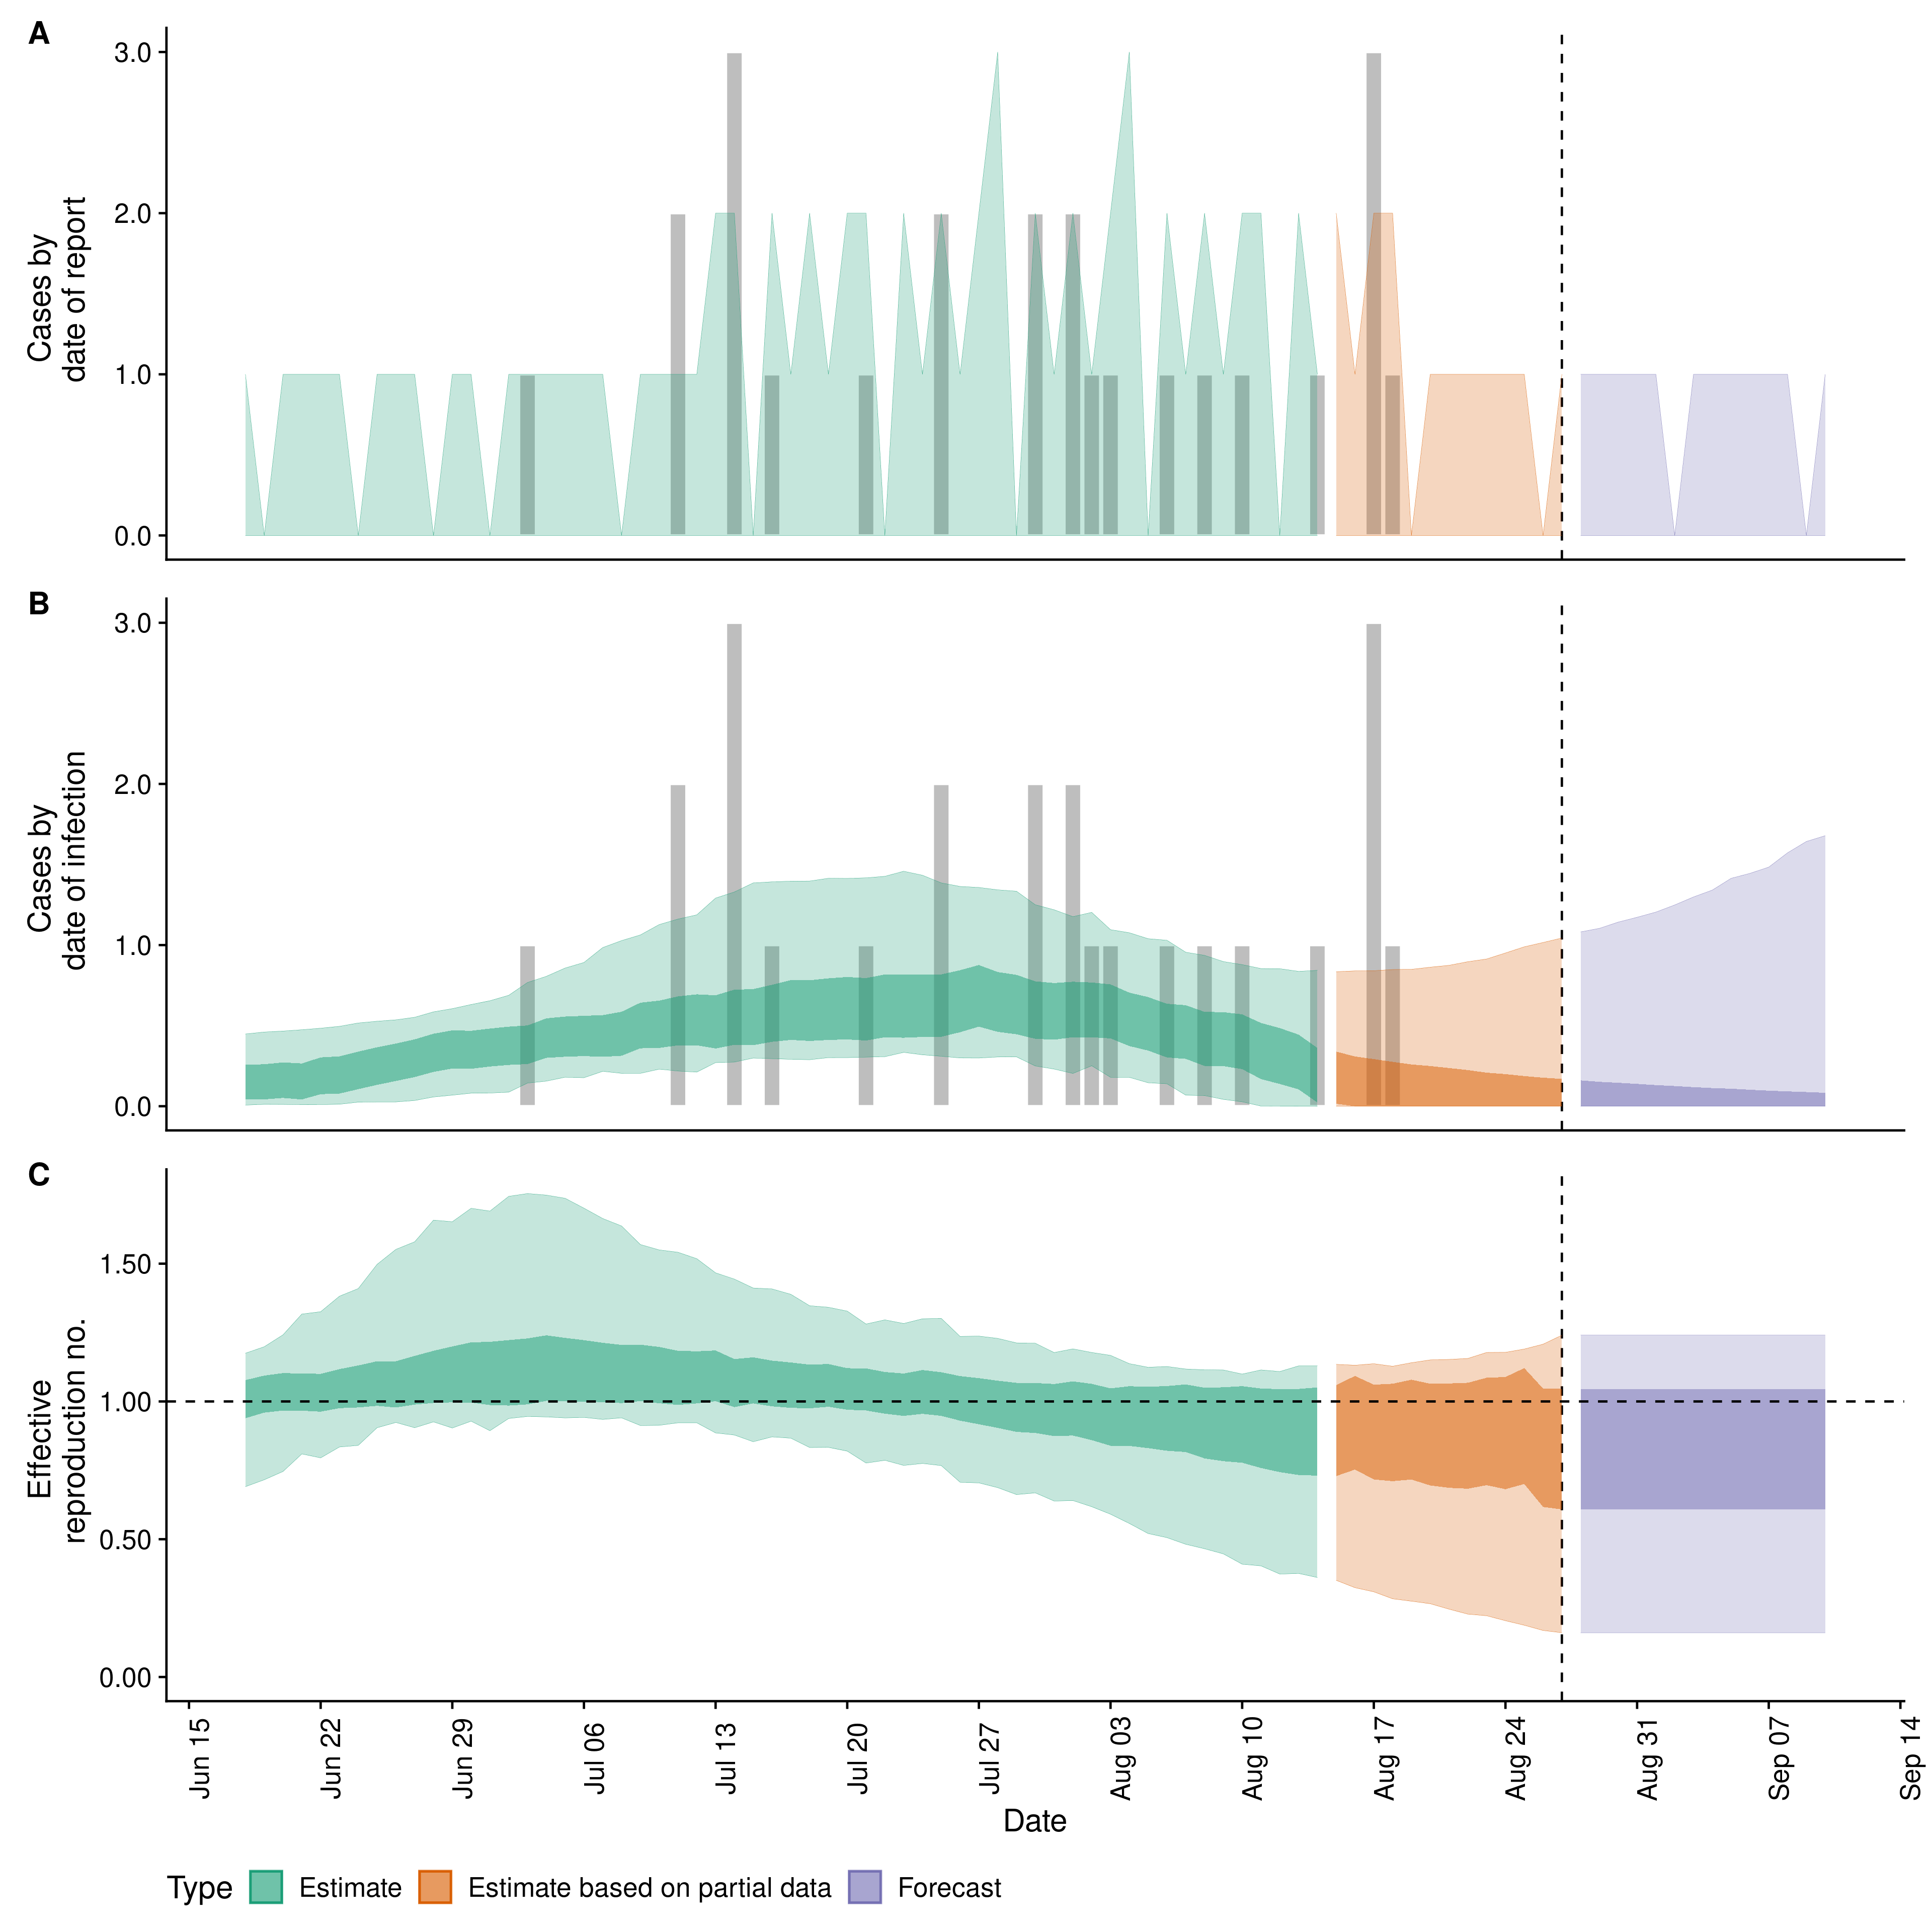 A
3.0
2.0
1.0
0.0
Cases by
date of report
B
3.0
2.0
1.0
0.0
Cases by
date of infection
C
1.50
1.00
0.50
0.00
Effective
reproduction no.
Jun 15
Jun 22
Jun 29
Jul 06
Jul 13
Jul 20
Jul 27
Aug 03
Aug 10
Aug 17
Aug 24
Aug 31
Sep 07
Sep 14
Date
Type Estimate Estimate based on partial data Forecast